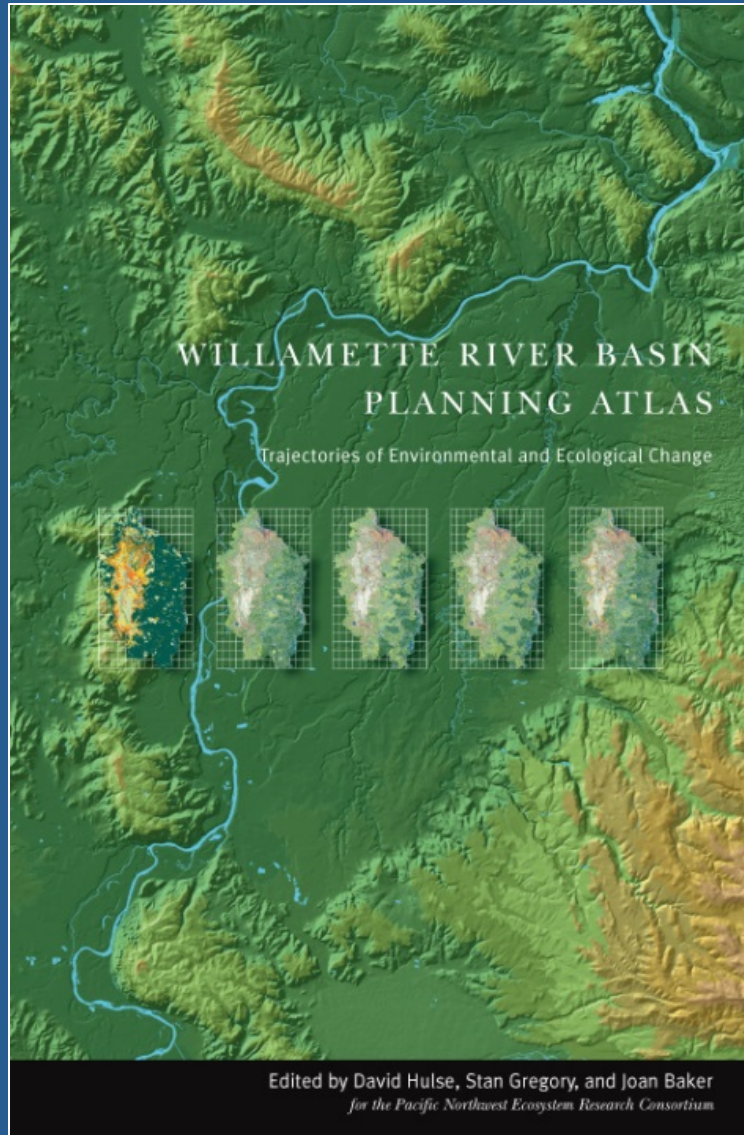 WILLAMETTE RIVER BASIN
PLANNING ATLAS
Trajectories of Environmental and Ecological Change
Edited by David Hulse, Stan Gregory, and Joan Baker
for the Pacific Northwest Ecosystem Research Consortium